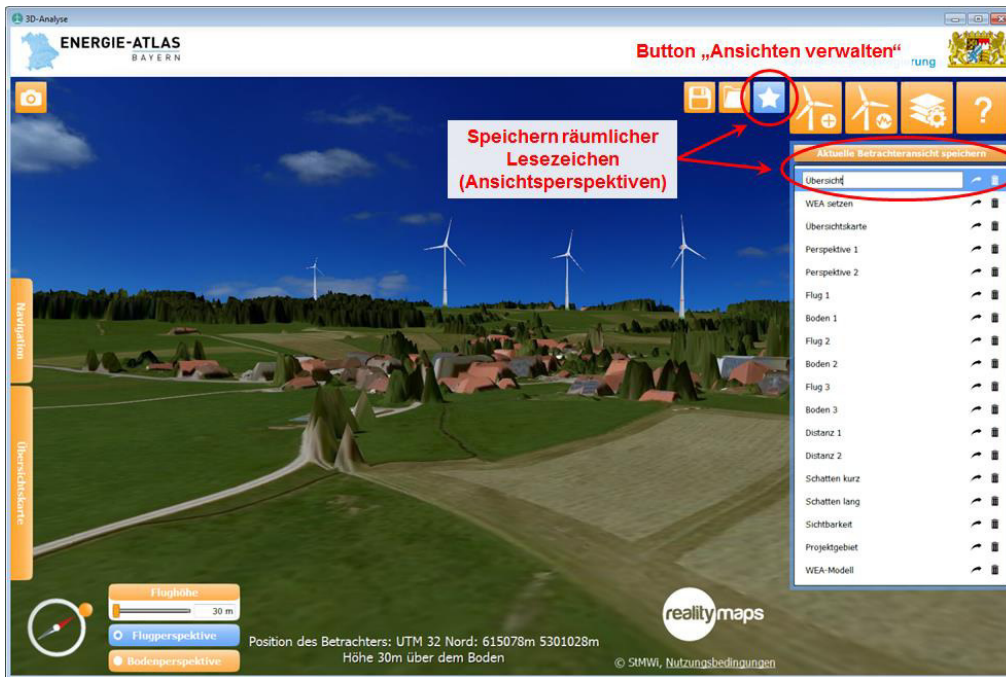 3D-Analyse
ENERGIE-ATLAS
BAYERN
Button „Ansichten verwalten“
rung
Speichern räumlicher
Lesezeichen
(Ansichtsperspektiven)
?
Aktuelle Betrachteransicht speichern
Übersicht
WEA setzen
Übersichtskarte
Perspektive 1
Perspektive 2
Flug 1
Boden 1
Flug 2
Boden 2
Flug 3
Boden 3
Distanz 1
Distanz 2
Schatten kurz
Schatten lang
Sichtbarkeit
Projektgebiet
WEA-Modell
Navigation
Übersichtskarte
Flughöhe
30 m
Flugperspektive
Bodenperspektive
Position des Betrachters: UTM 32 Nord: 615078m 5301028m
Höhe 30m über dem Boden
realitymaps
© StMWi, Nutzungsbedingungen